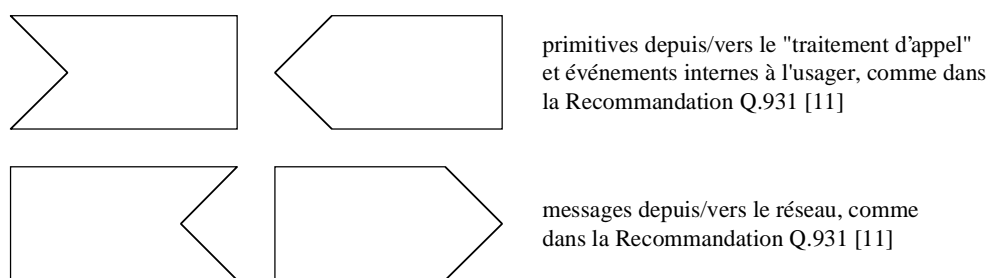 primitives depuis/vers le "traitement d’appel"
et événements internes à l'usager, comme dans
la Recommandation Q.931 [11]
messages depuis/vers le réseau, comme
dans la Recommandation Q.931 [11]